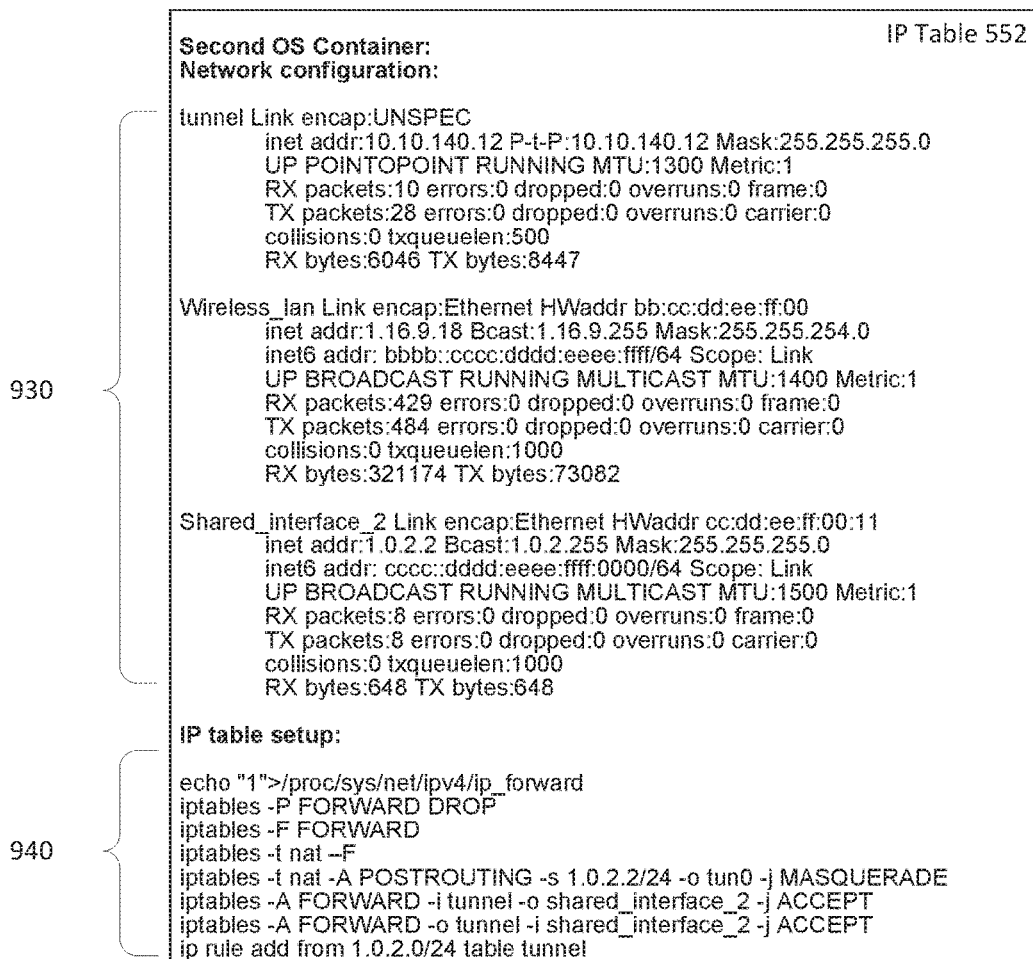 IP Table 552
Second OS Container:
Network configuration:
930
tunnel Link encap:UNSPEC
inet addr:10.10.140.12 P-t-P:10.10.140.12 Mask:255.255.255.0
UP POINTOPOINT RUNNING MTU:1300 Metric:1
RX packets:10 errors:0 dropped:0 overruns:0 frame:0
TX packets:28 errors:0 dropped:0 overruns:0 carrier:0
collisions:0 txqueuelen:500
RX bytes:6046 TX bytes:8447
Wireless_lan Link encap:Ethernet HWaddr bb:cc:dd:ee:ff:00
inet addr:1.16.9.18 Bcast:1.16.9.255 Mask:255.255.254.0
inet6 addr: bbbb::cccc:dddd:eeee:ffff/64 Scope: Link
UP BROADCAST RUNNING MULTICAST MTU:1400 Metric:1
RX packets:429 errors:0 dropped:0 overruns:0 frame:0
TX packets:484 errors:0 dropped:0 overruns:0 carrier:0
collisions:0 txqueuelen:1000
RX bytes:321174 TX bytes:73082
Shared_interface_2 Link encap:Ethernet HWaddr cc:dd:ee:ff:00:11
inet addr:1.0.2.2 Bcast:1.0.2.255 Mask:255.255.255.0
inet6 addr: cccc::dddd:eeee:ffff:0000/64 Scope: Link
UP BROADCAST RUNNING MULTICAST MTU:1500 Metric:1
RX packets:8 errors:0 dropped:0 overruns:0 frame:0
TX packets:8 errors:0 dropped:0 overruns:0 carrier:0
collisions:0 txqueuelen:1000
RX bytes:648 TX bytes:648
IP table setup:
940
echo "1">/proc/sys/net/ipv4/ip_forward
iptables -P FORWARD DROP
iptables -F FORWARD
iptables -t nat –F
iptables -t nat -A POSTROUTING -s 1.0.2.2/24 -o tun0 -j MASQUERADE
iptables -A FORWARD -i tunnel -o shared_interface_2 -j ACCEPT
iptables -A FORWARD -o tunnel -i shared_interface_2 -j ACCEPT
ip rule add from 1.0.2.0/24 table tunnel